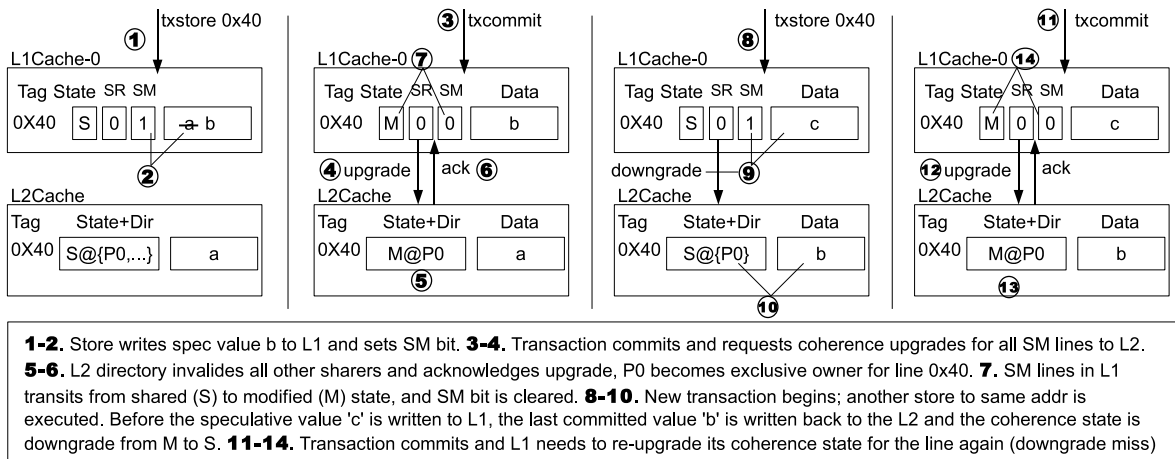 1 txstore 0x40
L1Cache-0
Tag State SR SM
0X40 S 0 1 a b
2
L2Cache
Tag State+Dir
0X40 S@{P0,...} a
3 txcommit
L1Cache-0 7
Tag State SR SM Data
0X40 M 0 0 b
4 upgrade ack 6
L2Cache
Tag State+Dir Data
0X40 M@P0 a
5
8 txstore 0x40
L1Cache-0
Tag State SR SM Data
0X40 S 0 1 c
downgrade 9
L2Cache
Tag State+Dir Data
0X40 S@{P0} b
10
11 txcommit
L1Cache-0 14
Tag State SR SM Data
0X40 M 0 0 c
12 upgrade ack
L2Cache
Tag State+Dir Data
0X40 M@P0 b
13
1-2. Store writes spec value b to L1 and sets SM bit. 3-4. Transaction commits and requests coherence upgrades for all SM lines to L2.
5-6. L2 directory invalides all other sharers and acknowledges upgrade, P0 becomes exclusive owner for line 0x40. 7. SM lines in L1
transits from shared (S) to modified (M) state, and SM bit is cleared. 8-10. New transaction begins; another store to same addr is
executed. Before the speculative value 'c' is written to L1, the last committed value 'b' is written back to the L2 and the coherence state is
downgrade from M to S. 11-14. Transaction commits and L1 needs to re-upgrade its coherence state for the line again (downgrade miss)